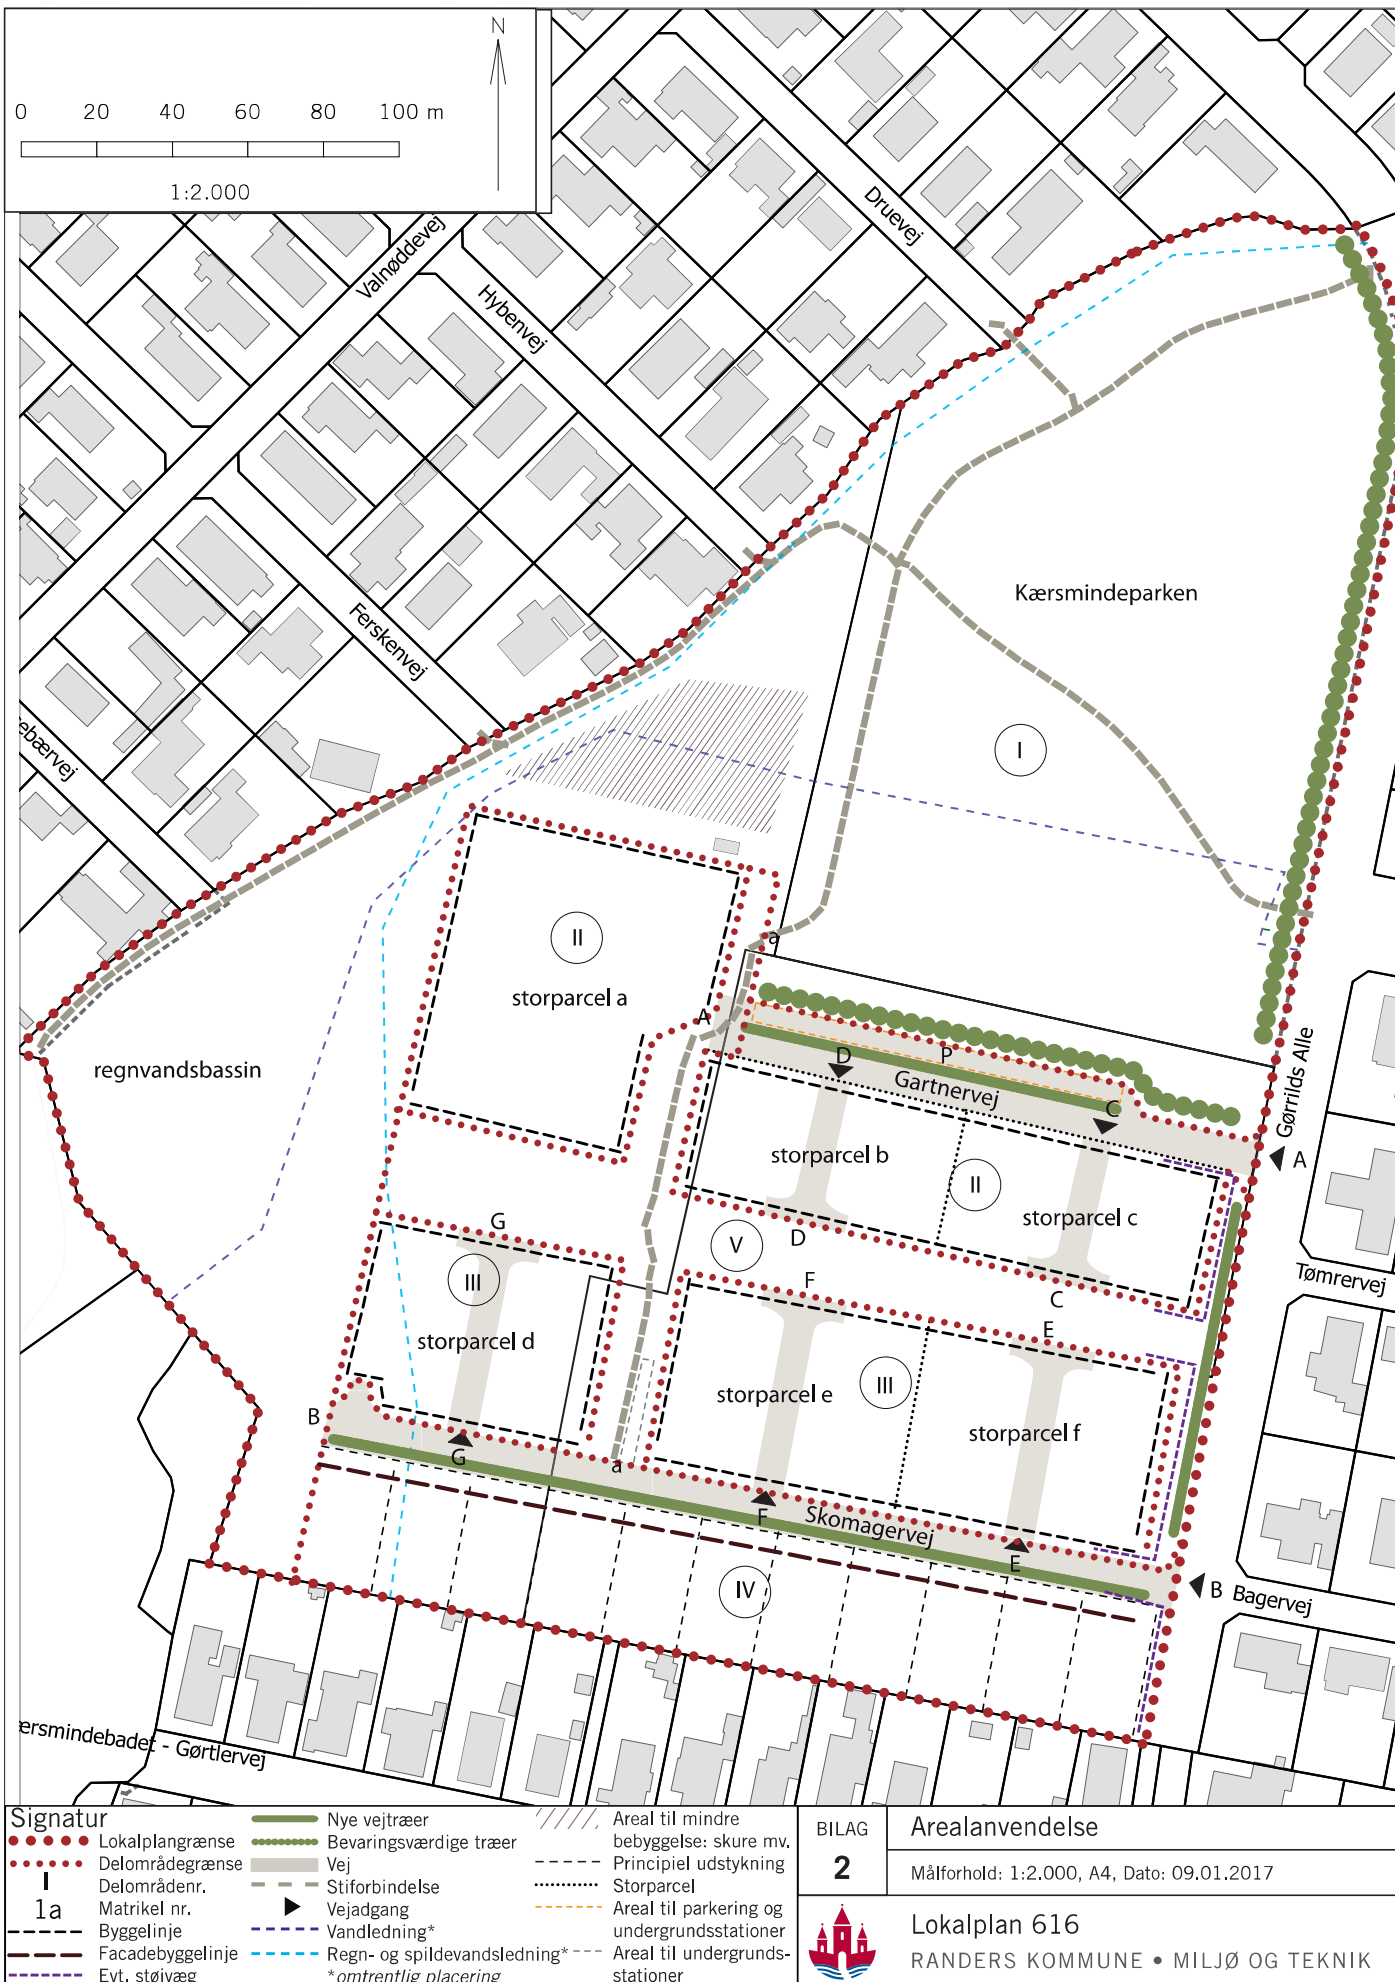 N
0 20 40 60 80 100 m
1:2.000
Druevej
Valnøddevej
Hybenvej
Kærsmindeparken
Ferskenvej
ebærvej
I
II
storparcel a
a
A
regnvandsbassin
D
P
Gartnervej
C
Gørrilds Alle
A
storparcel b
II
storparcel c
G
V
D
III
F
C
E
Tømrervej
storparcel d
storparcel e
III
storparcel f
B
G
a
F
Skomagervej
E
IV
B Bagervej
ersmindebadet - Gørtlervej
Signatur
Lokalplangrænse
Delområdegrænse
I Delområdenr.
1a Matrikel nr.
Byggelinje
Facadebyggelinje
Evt. støjvæg
Nye vejtræer
Bevaringsværdige træer
Vej
Stiforbindelse
Vejadgang
Vandledning*
Regn- og spildevandsledning*
*omtrentlig placering
Areal til mindre
bebyggelse: skure mv.
Principiel udstykning
Storparcel
Areal til parkering og
undergrundsstationer
Areal til undergrunds-
stationer
BILAG
2
Arealanvendelse
Målforhold: 1:2.000, A4, Dato: 09.01.2017
Lokalplan 616
RANDERS KOMMUNE • MILJØ OG TEKNIK